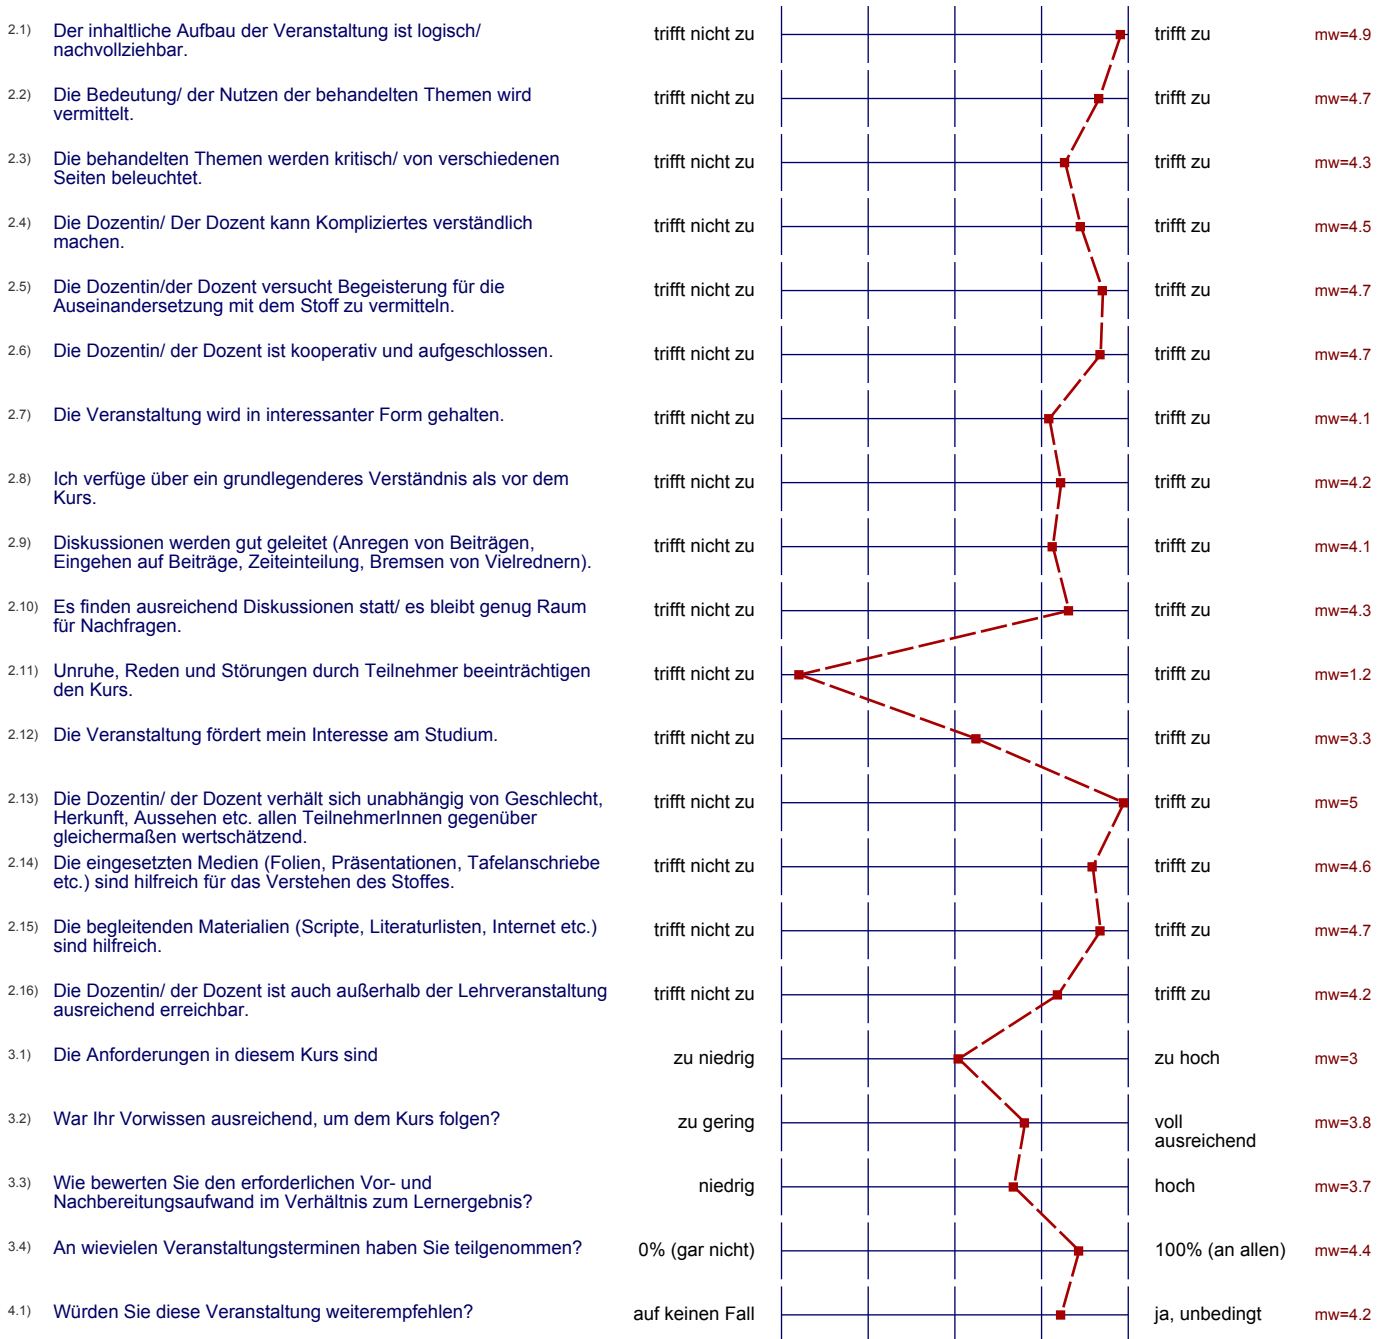 2.1) Der inhaltliche Aufbau der Veranstaltung ist logisch/ trifft nicht zu trifft zu mw=4.9
nachvollziehbar.
2.2) Die Bedeutung/ der Nutzen der behandelten Themen wird trifft nicht zu trifft zu mw=4.7
vermittelt.
2.3) Die behandelten Themen werden kritisch/ von verschiedenen trifft nicht zu trifft zu mw=4.3
Seiten beleuchtet.
2.4) Die Dozentin/ Der Dozent kann Kompliziertes verständlich trifft nicht zu trifft zu mw=4.5
machen.
2.5) Die Dozentin/der Dozent versucht Begeisterung für die trifft nicht zu trifft zu mw=4.7
Auseinandersetzung mit dem Stoff zu vermitteln.
2.6) Die Dozentin/ der Dozent ist kooperativ und aufgeschlossen. trifft nicht zu trifft zu mw=4.7
2.7) Die Veranstaltung wird in interessanter Form gehalten. trifft nicht zu trifft zu mw=4.1
2.8) Ich verfüge über ein grundlegenderes Verständnis als vor dem trifft nicht zu trifft zu mw=4.2
Kurs.
2.9) Diskussionen werden gut geleitet (Anregen von Beiträgen, trifft nicht zu trifft zu mw=4.1
Eingehen auf Beiträge, Zeiteinteilung, Bremsen von Vielrednern).
2.10) Es finden ausreichend Diskussionen statt/ es bleibt genug Raum trifft nicht zu trifft zu mw=4.3
für Nachfragen.
2.11) Unruhe, Reden und Störungen durch Teilnehmer beeinträchtigen trifft nicht zu trifft zu mw=1.2
den Kurs.
2.12) Die Veranstaltung fördert mein Interesse am Studium. trifft nicht zu trifft zu mw=3.3
2.13) Die Dozentin/ der Dozent verhält sich unabhängig von Geschlecht, trifft nicht zu trifft zu mw=5
Herkunft, Aussehen etc. allen TeilnehmerInnen gegenüber
gleichermaßen wertschätzend.
2.14) Die eingesetzten Medien (Folien, Präsentationen, Tafelanschriebe trifft nicht zu trifft zu mw=4.6
etc.) sind hilfreich für das Verstehen des Stoffes.
2.15) Die begleitenden Materialien (Scripte, Literaturlisten, Internet etc.) trifft nicht zu trifft zu mw=4.7
sind hilfreich.
2.16) Die Dozentin/ der Dozent ist auch außerhalb der Lehrveranstaltung trifft nicht zu trifft zu mw=4.2
ausreichend erreichbar.
3.1) Die Anforderungen in diesem Kurs sind zu niedrig zu hoch mw=3
3.2) War Ihr Vorwissen ausreichend, um dem Kurs folgen? zu gering voll mw=3.8
ausreichend
3.3) Wie bewerten Sie den erforderlichen Vor- und niedrig hoch mw=3.7
Nachbereitungsaufwand im Verhältnis zum Lernergebnis?
3.4) An wievielen Veranstaltungsterminen haben Sie teilgenommen? 0% (gar nicht) 100% (an allen) mw=4.4
4.1) Würden Sie diese Veranstaltung weiterempfehlen? auf keinen Fall ja, unbedingt mw=4.2